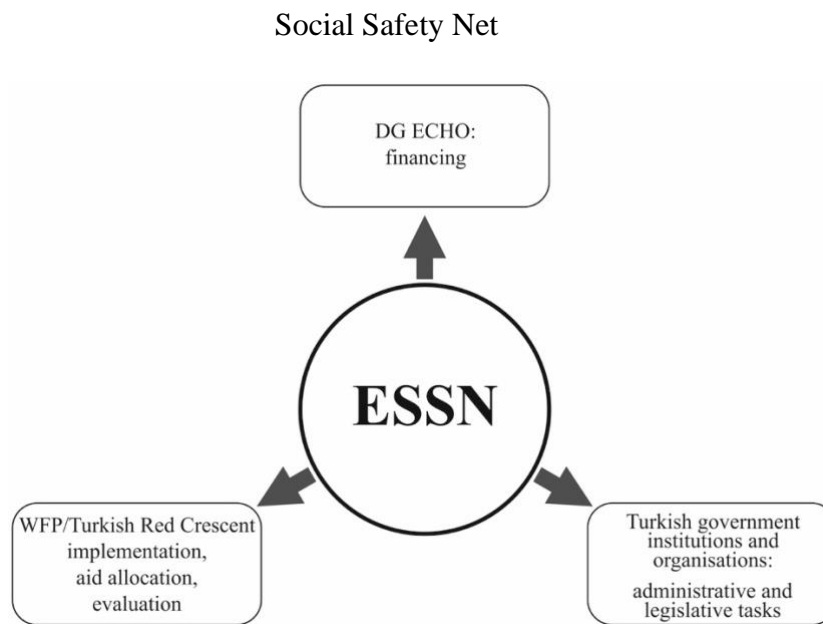 Social Safety Net
DG ECHO:
financing
ESSN
WFP/Turkish Red Crescent
implementation,
aid allocation,
evaluation
Turkish government
institutions and
organisations:
administrative and
legislative tasks